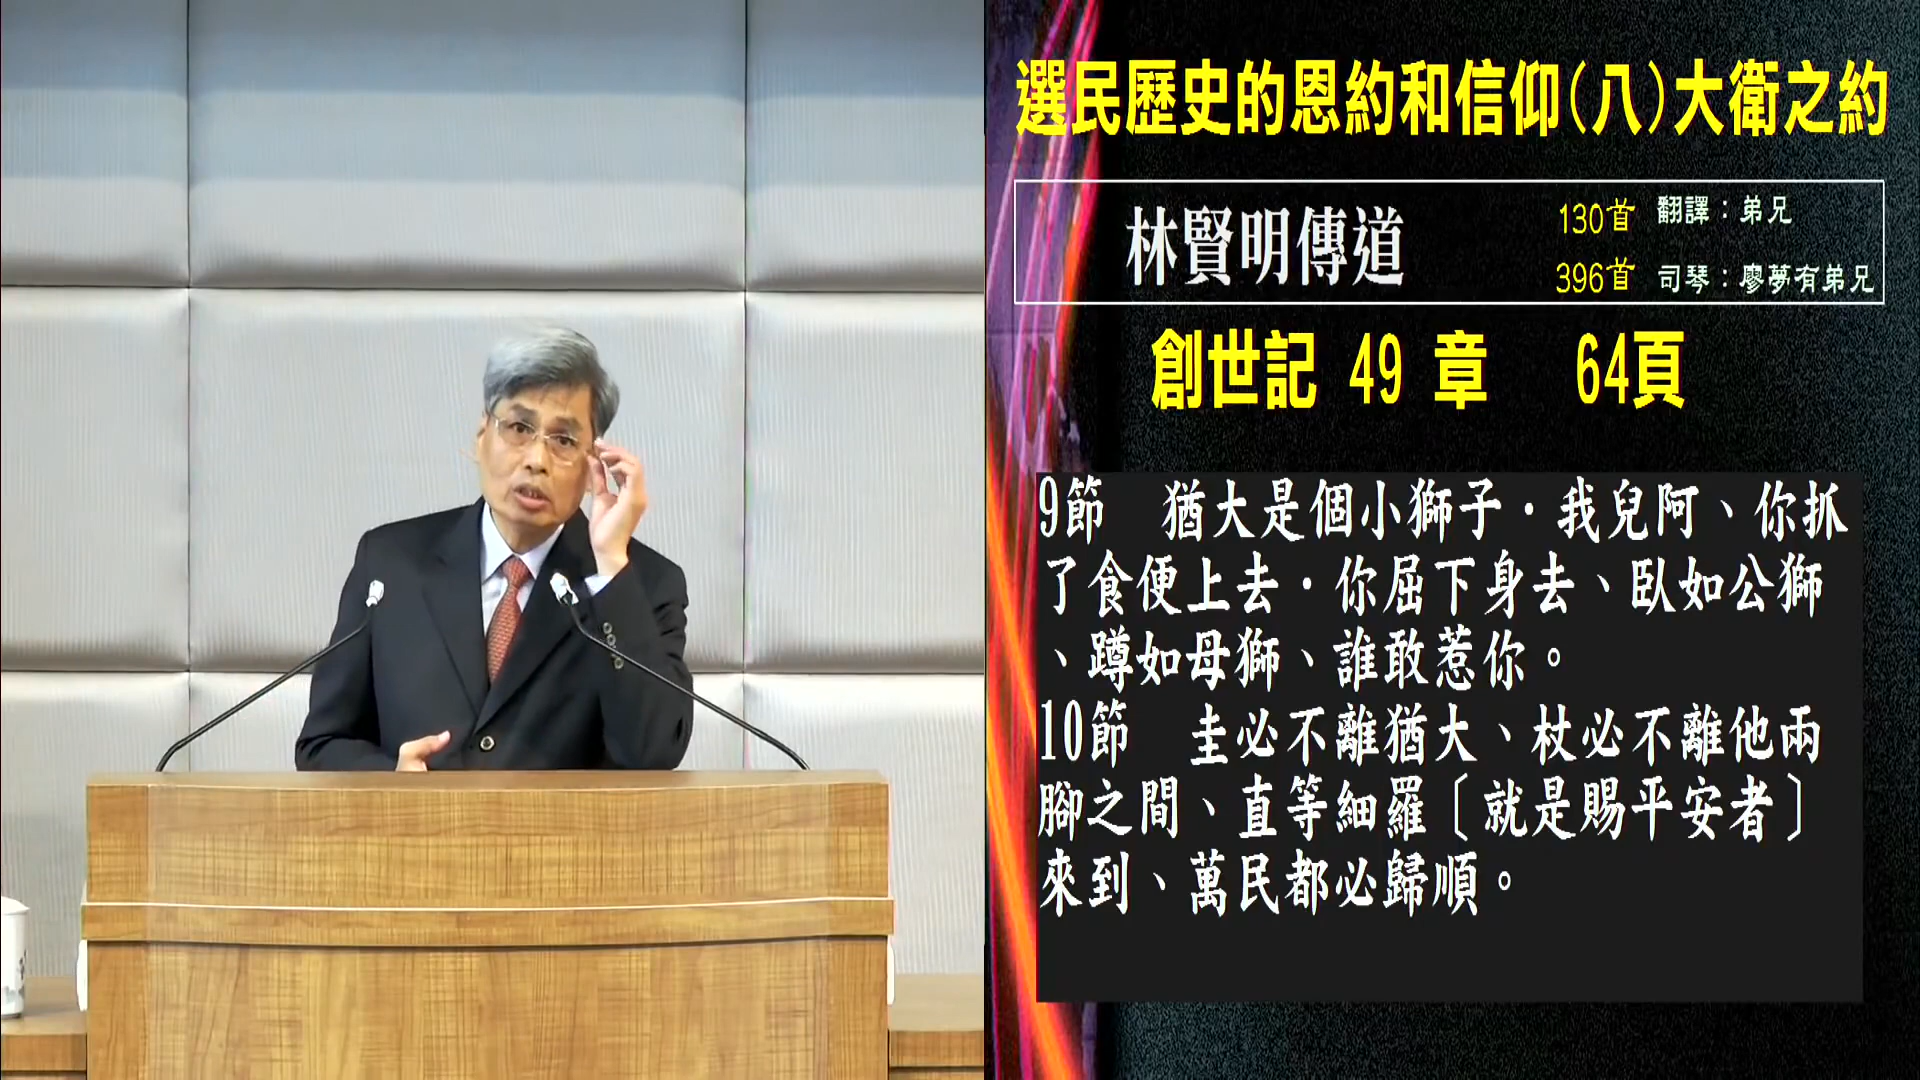 選民歷史的恩約和信仰(八)大衛之約
林賢明傳道
130首 翻譯：弟兄
396首 司琴：廖夢有弟兄
創世記 49 章 64頁
9節 猶大是個小獅子．我兒阿、你抓
了食便上去．你屈下身去、臥如公獅
、蹲如母獅、誰敢惹你。
10節 圭必不離猶大、杖必不離他兩
腳之間、直等細羅〔就是賜平安者〕
來到、萬民都必歸順。